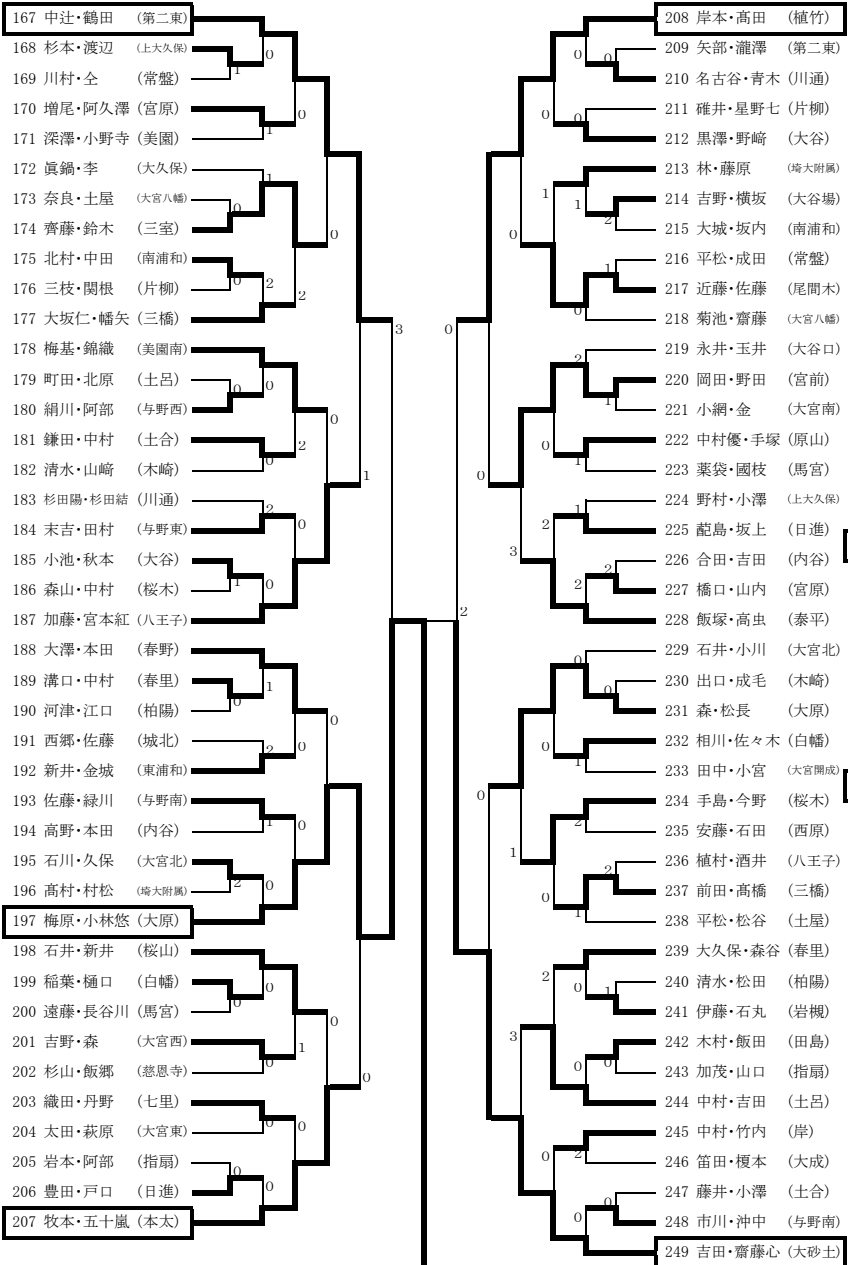 167 中辻・鶴田 (第二東)
168 杉本・渡辺 (上大久保)
169 川村・仝 (常盤)
170 増尾・阿久澤 (宮原)
171 深澤・小野寺 (美園)
172 眞鍋・李 (大久保)
173 奈良・土屋 (大宮八幡)
174 齊藤・鈴木 (三室)
175 北村・中田 (南浦和)
176 三枝・関根 (片柳)
177 大坂仁・幡矢 (三橋)
178 梅基・錦織 (美園南)
179 町田・北原 (土呂)
180 絹川・阿部 (与野西)
181 鎌田・中村 (土合)
182 清水・山﨑 (木崎)
183 杉田陽・杉田結 (川通)
184 末吉・田村 (与野東)
185 小池・秋本 (大谷)
186 森山・中村 (桜木)
187 加藤・宮本紅 (八王子)
188 大澤・本田 (春野)
189 溝口・中村 (春里)
190 河津・江口 (柏陽)
191 西郷・佐藤 (城北)
192 新井・金城 (東浦和)
193 佐藤・緑川 (与野南)
194 高野・本田 (内谷)
195 石川・久保 (大宮北)
196 髙村・村松 (埼大附属)
197 梅原・小林悠 (大原)
198 石井・新井 (桜山)
199 稲葉・樋口 (白幡)
200 遠藤・長谷川 (馬宮)
201 吉野・森 (大宮西)
202 杉山・飯郷 (慈恩寺)
203 織田・丹野 (七里)
204 太田・萩原 (大宮東)
205 岩本・阿部 (指扇)
206 豊田・戸口 (日進)
207 牧本・五十嵐 (本太)
208 岸本・髙田 (植竹)
209 矢部・瀧澤 (第二東)
210 名古谷・青木 (川通)
211 碓井・星野七 (片柳)
212 黒澤・野﨑 (大谷)
213 林・藤原 (埼大附属)
214 吉野・横坂 (大谷場)
215 大城・坂内 (南浦和)
216 平松・成田 (常盤)
217 近藤・佐藤 (尾間木)
218 菊池・齋藤 (大宮八幡)
219 永井・玉井 (大谷口)
220 岡田・野田 (宮前)
221 小網・金 (大宮南)
222 中村優・手塚 (原山)
223 薬袋・國枝 (馬宮)
224 野村・小澤 (上大久保)
225 蓜島・坂上 (日進)
226 合田・吉田 (内谷)
227 橋口・山内 (宮原)
228 飯塚・高虫 (泰平)
229 石井・小川 (大宮北)
230 出口・成毛 (木崎)
231 森・松長 (大原)
232 相川・佐々木 (白幡)
233 田中・小宮 (大宮開成)
234 手島・今野 (桜木)
235 安藤・石田 (西原)
236 植村・酒井 (八王子)
237 前田・髙橋 (三橋)
238 平松・松谷 (土屋)
239 大久保・森谷 (春里)
240 清水・松田 (柏陽)
241 伊藤・石丸 (岩槻)
242 木村・飯田 (田島)
243 加茂・山口 (指扇)
244 中村・吉田 (土呂)
245 中村・竹内 (岸)
246 笛田・榎本 (大成)
247 藤井・小澤 (土合)
248 市川・沖中 (与野南)
249 吉田・齋藤心 (大砂土)